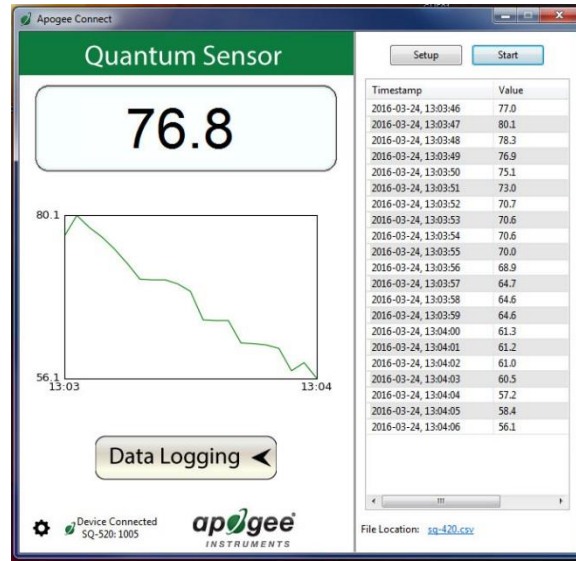 Apogee Connect
Quantum Sensor
76.8
80.1
56.1
13:03
13:04
Data Logging
Device Connected
SQ-520: 1005
apogee
INSTRUMENTS
Setup
Start
Timestamp Value
2016-03-24, 13:03:46 77.0
2016-03-24, 13:03:47 80.1
2016-03-24, 13:03:48 78.3
2016-03-24, 13:03:49 76.9
2016-03-24, 13:03:50 75.1
2016-03-24, 13:03:51 73.0
2016-03-24, 13:03:52 70.7
2016-03-24, 13:03:53 70.6
2016-03-24, 13:03:54 70.6
2016-03-24, 13:03:55 70.0
2016-03-24, 13:03:56 68.9
2016-03-24, 13:03:57 64.7
2016-03-24, 13:03:58 64.6
2016-03-24, 13:03:59 64.6
2016-03-24, 13:04:00 61.3
2016-03-24, 13:04:01 61.2
2016-03-24, 13:04:02 61.0
2016-03-24, 13:04:03 60.5
2016-03-24, 13:04:04 57.2
2016-03-24, 13:04:05 58.4
2016-03-24, 13:04:06 56.1
File Location: sq-420.csv